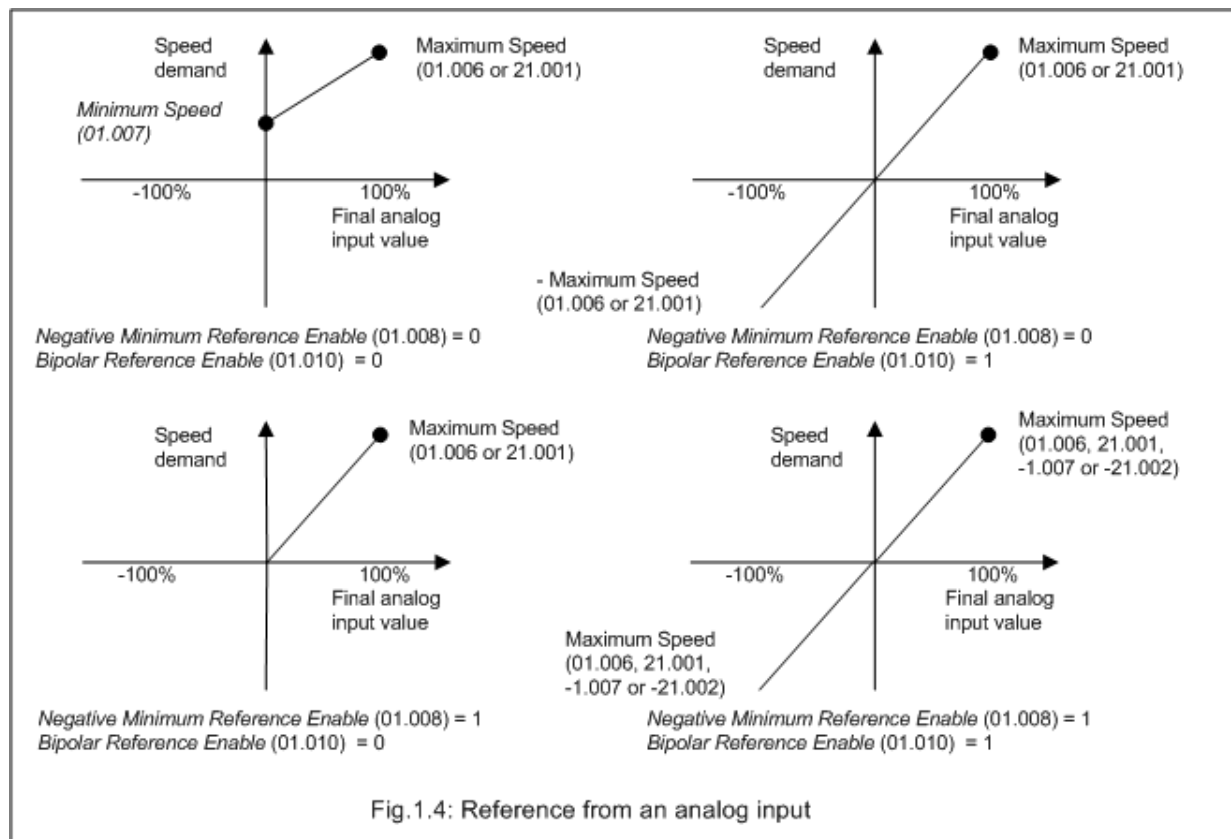 Speed
demand
Maximum Speed
(01.006 or 21.001)
Minimum Speed
(01.007)
-100%
100%
Final analog
input value
Negative Minimum Reference Enable (01.008) = 0
Bipolar Reference Enable (01.010) = 0
Speed
demand
Maximum Speed
(01.006 or 21.001)
-100%
100%
Final analog
input value
- Maximum Speed
(01.006 or 21.001)
Negative Minimum Reference Enable (01.008) = 0
Bipolar Reference Enable (01.010) = 1
Speed
demand
Maximum Speed
(01.006 or 21.001)
-100%
100%
Final analog
input value
Negative Minimum Reference Enable (01.008) = 1
Bipolar Reference Enable (01.010) = 0
Speed
demand
Maximum Speed
(01.006, 21.001,
-1.007 or -21.002)
-100%
100%
Final analog
input value
Maximum Speed
(01.006, 21.001,
-1.007 or -21.002)
Negative Minimum Reference Enable (01.008) = 1
Bipolar Reference Enable (01.010) = 1
Fig.1.4: Reference from an analog input